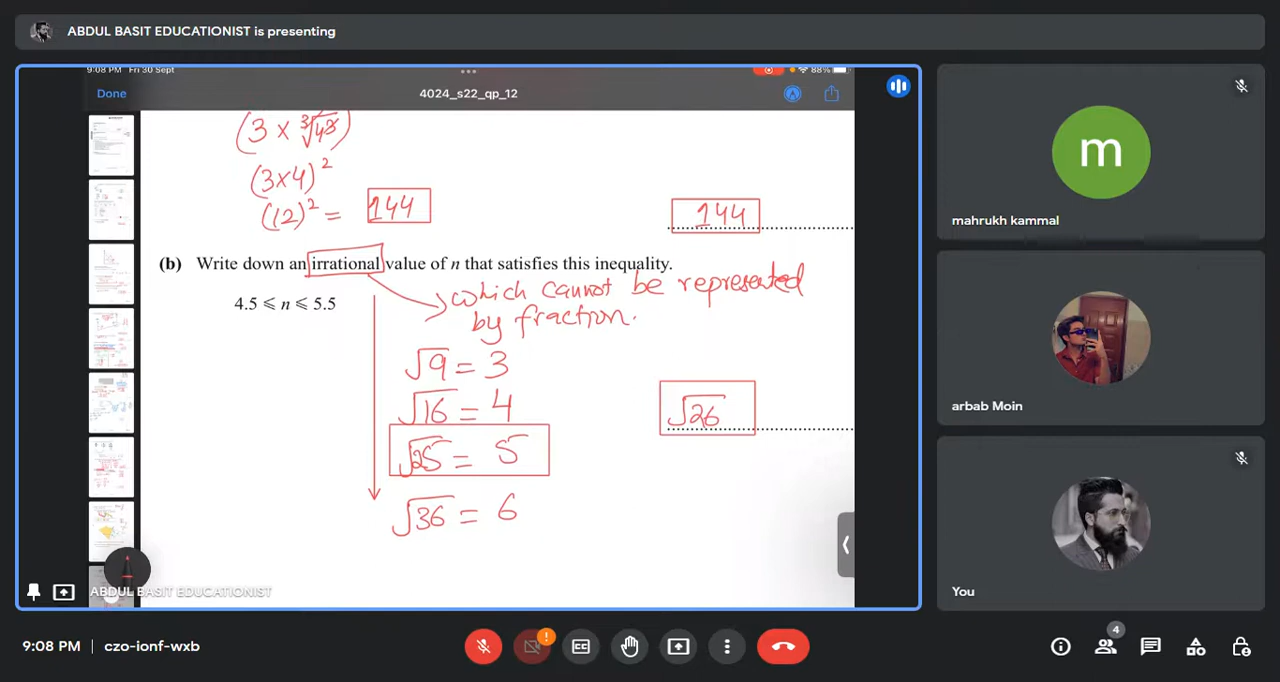 ABDUL BASIT EDUCATIONIST is presenting
9:08 PM Fri 30 Sept
88%
Done
4024_s22_qp_12
(3 × ∛4³)
(3×4)²
(12)² = 144
144
(b) Write down an irrational value of n that satisfies this inequality.
which cannot be represented
4.5 ⩽ n ⩽ 5.5
by fraction.
√9 = 3
√16 = 4
√26
√25 = 5
√36 = 6
ABDUL BASIT EDUCATIONIST
m
mahrukh kammal
arbab Moin
You
9:08 PM | czo-ionf-wxb
CC
4